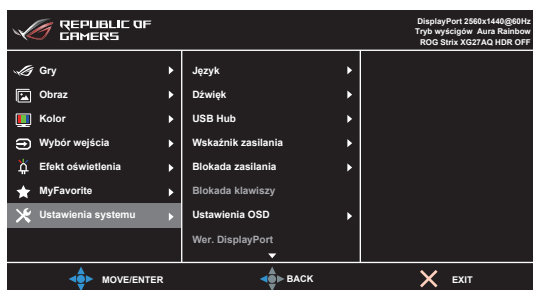 REPUBLIC OF
GAMERS
DisplayPort 2560x1440@60Hz
Tryb wyścigów Aura Rainbow
ROG Strix XG27AQ HDR OFF
Gry
Obraz
Kolor
Wybór wejścia
Efekt oświetlenia
MyFavorite
Ustawienia systemu
Język
Dźwięk
USB Hub
Wskaźnik zasilania
Blokada zasilania
Blokada klawiszy
Ustawienia OSD
Wer. DisplayPort
MOVE/ENTER
BACK
EXIT